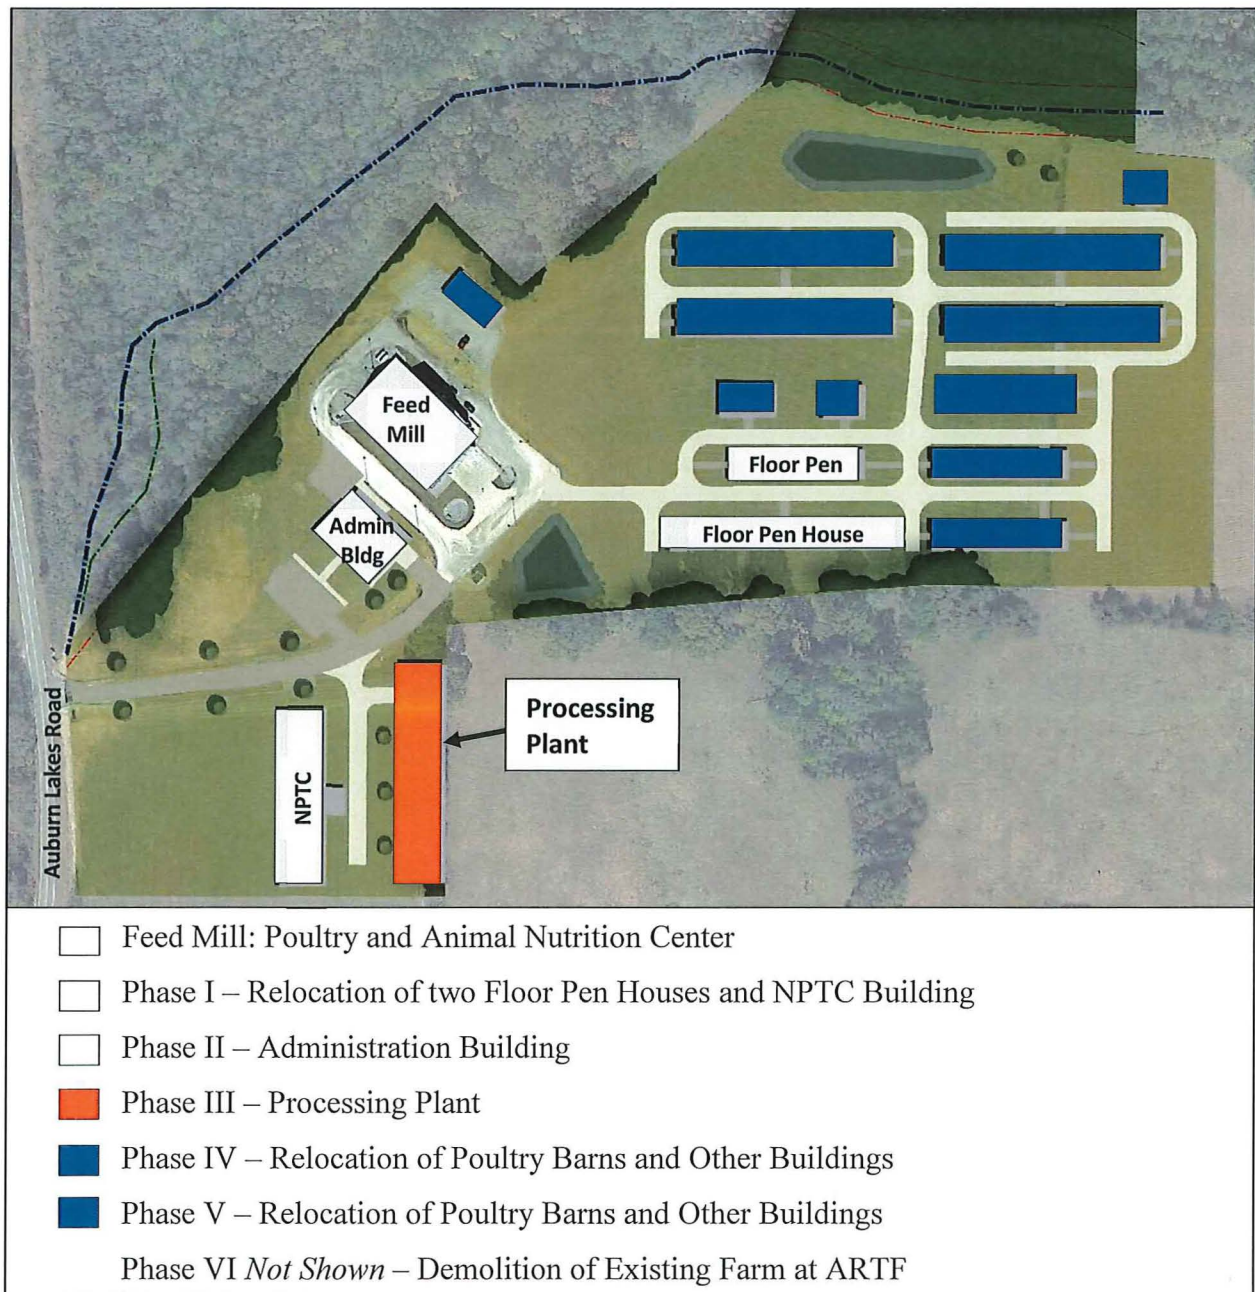 Feed
Mill
Floor Pen
Admin
Bldg
Floor Pen House
Auburn Lakes Road
NPTC
Processing
Plant
Feed Mill: Poultry and Animal Nutrition Center
Phase I – Relocation of two Floor Pen Houses and NPTC Building
Phase II – Administration Building
Phase III – Processing Plant
Phase IV – Relocation of Poultry Barns and Other Buildings
Phase V – Relocation of Poultry Barns and Other Buildings
Phase VI Not Shown – Demolition of Existing Farm at ARTF